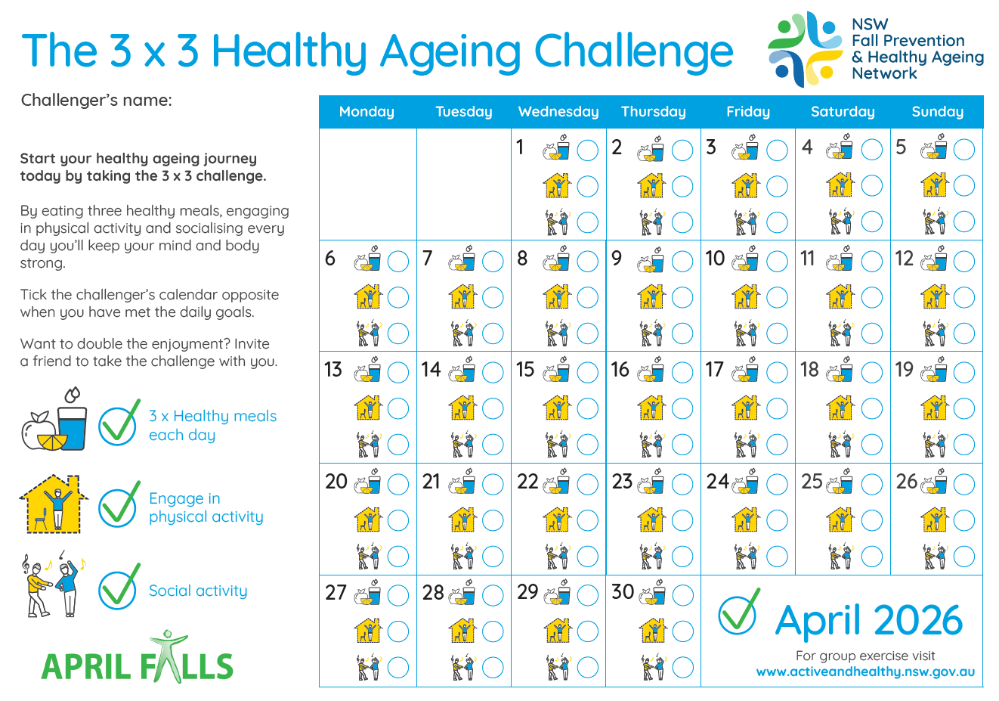 The 3 x 3 Healthy Ageing Challenge
NSW
Fall Prevention
& Healthy Ageing
Network
Challenger's name:
Start your healthy ageing journey
today by taking the 3 x 3 challenge.
By eating three healthy meals, engaging
in physical activity and socialising every
day you'll keep your mind and body
strong.
Tick the challenger's calendar opposite
when you have met the daily goals.
Want to double the enjoyment? Invite
a friend to take the challenge with you.
3 x Healthy meals
each day
Engage in
physical activity
Social activity
APRIL FALLS
Monday Tuesday Wednesday Thursday Friday Saturday Sunday
1 2 3 4 5
6 7 8 9 10 11 12
13 14 15 16 17 18 19
20 21 22 23 24 25 26
27 28 29 30
April 2026
For group exercise visit
www.activeandhealthy.nsw.gov.au